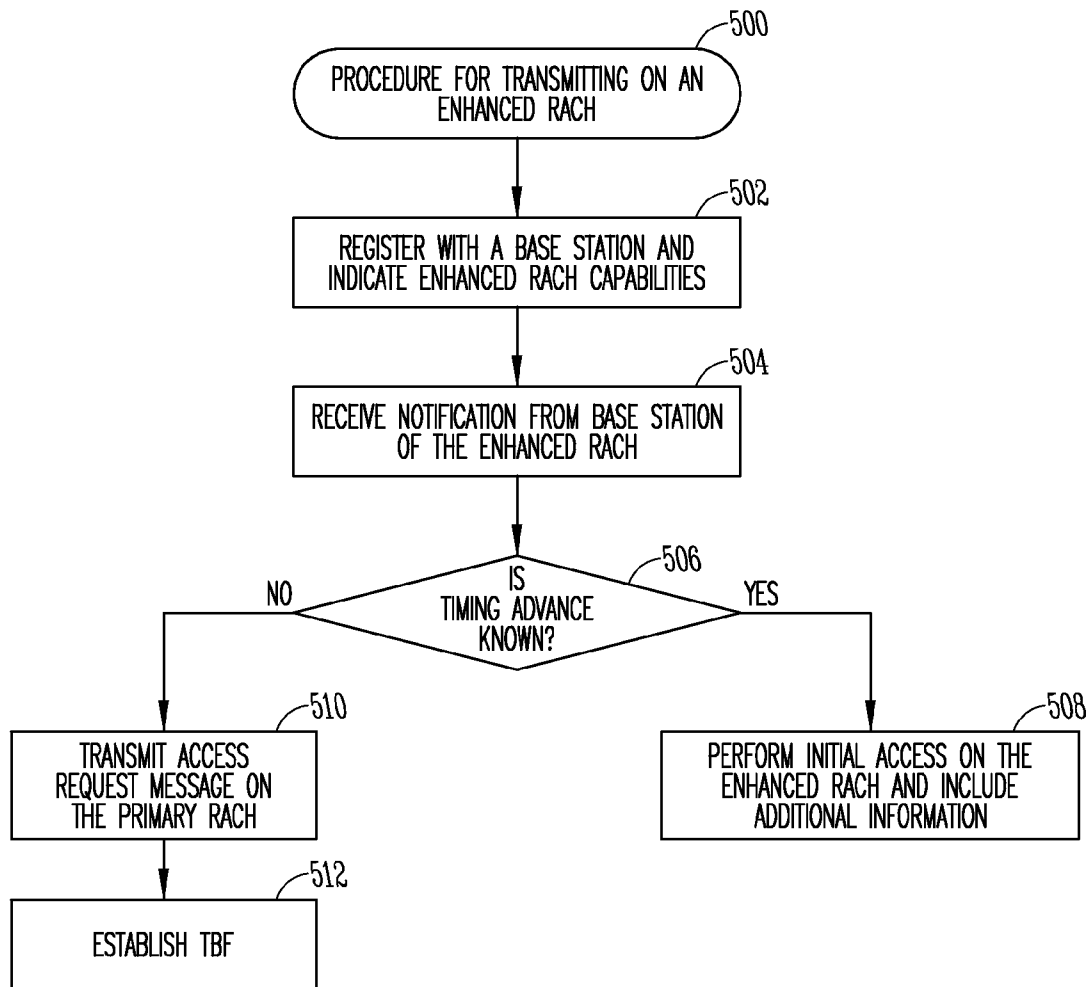 500
PROCEDURE FOR TRANSMITTING ON AN
ENHANCED RACH
502
REGISTER WITH A BASE STATION AND
INDICATE ENHANCED RACH CAPABILITIES
504
RECEIVE NOTIFICATION FROM BASE STATION
OF THE ENHANCED RACH
506
NO
IS
TIMING ADVANCE
KNOWN?
YES
510
TRANSMIT ACCESS
REQUEST MESSAGE ON
THE PRIMARY RACH
508
PERFORM INITIAL ACCESS ON THE
ENHANCED RACH AND INCLUDE
ADDITIONAL INFORMATION
512
ESTABLISH TBF